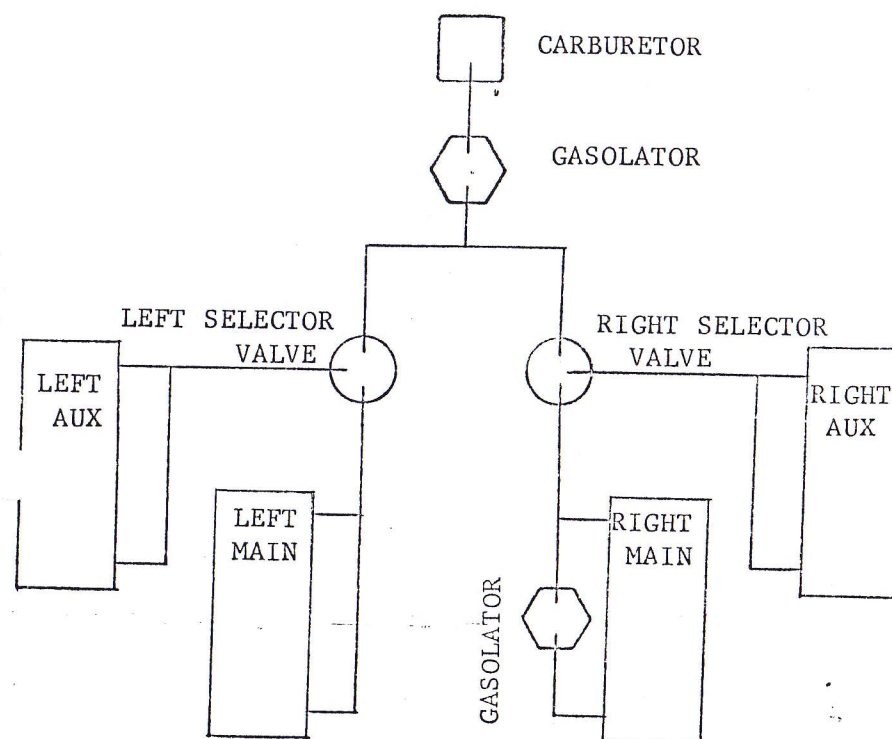 CARBURETOR
GASOLATOR
LEFT SELECTOR
VALVE
RIGHT SELECTOR
VALVE
LEFT
AUX
RIGHT
AUX
LEFT
MAIN
RIGHT
MAIN
GASOLATOR